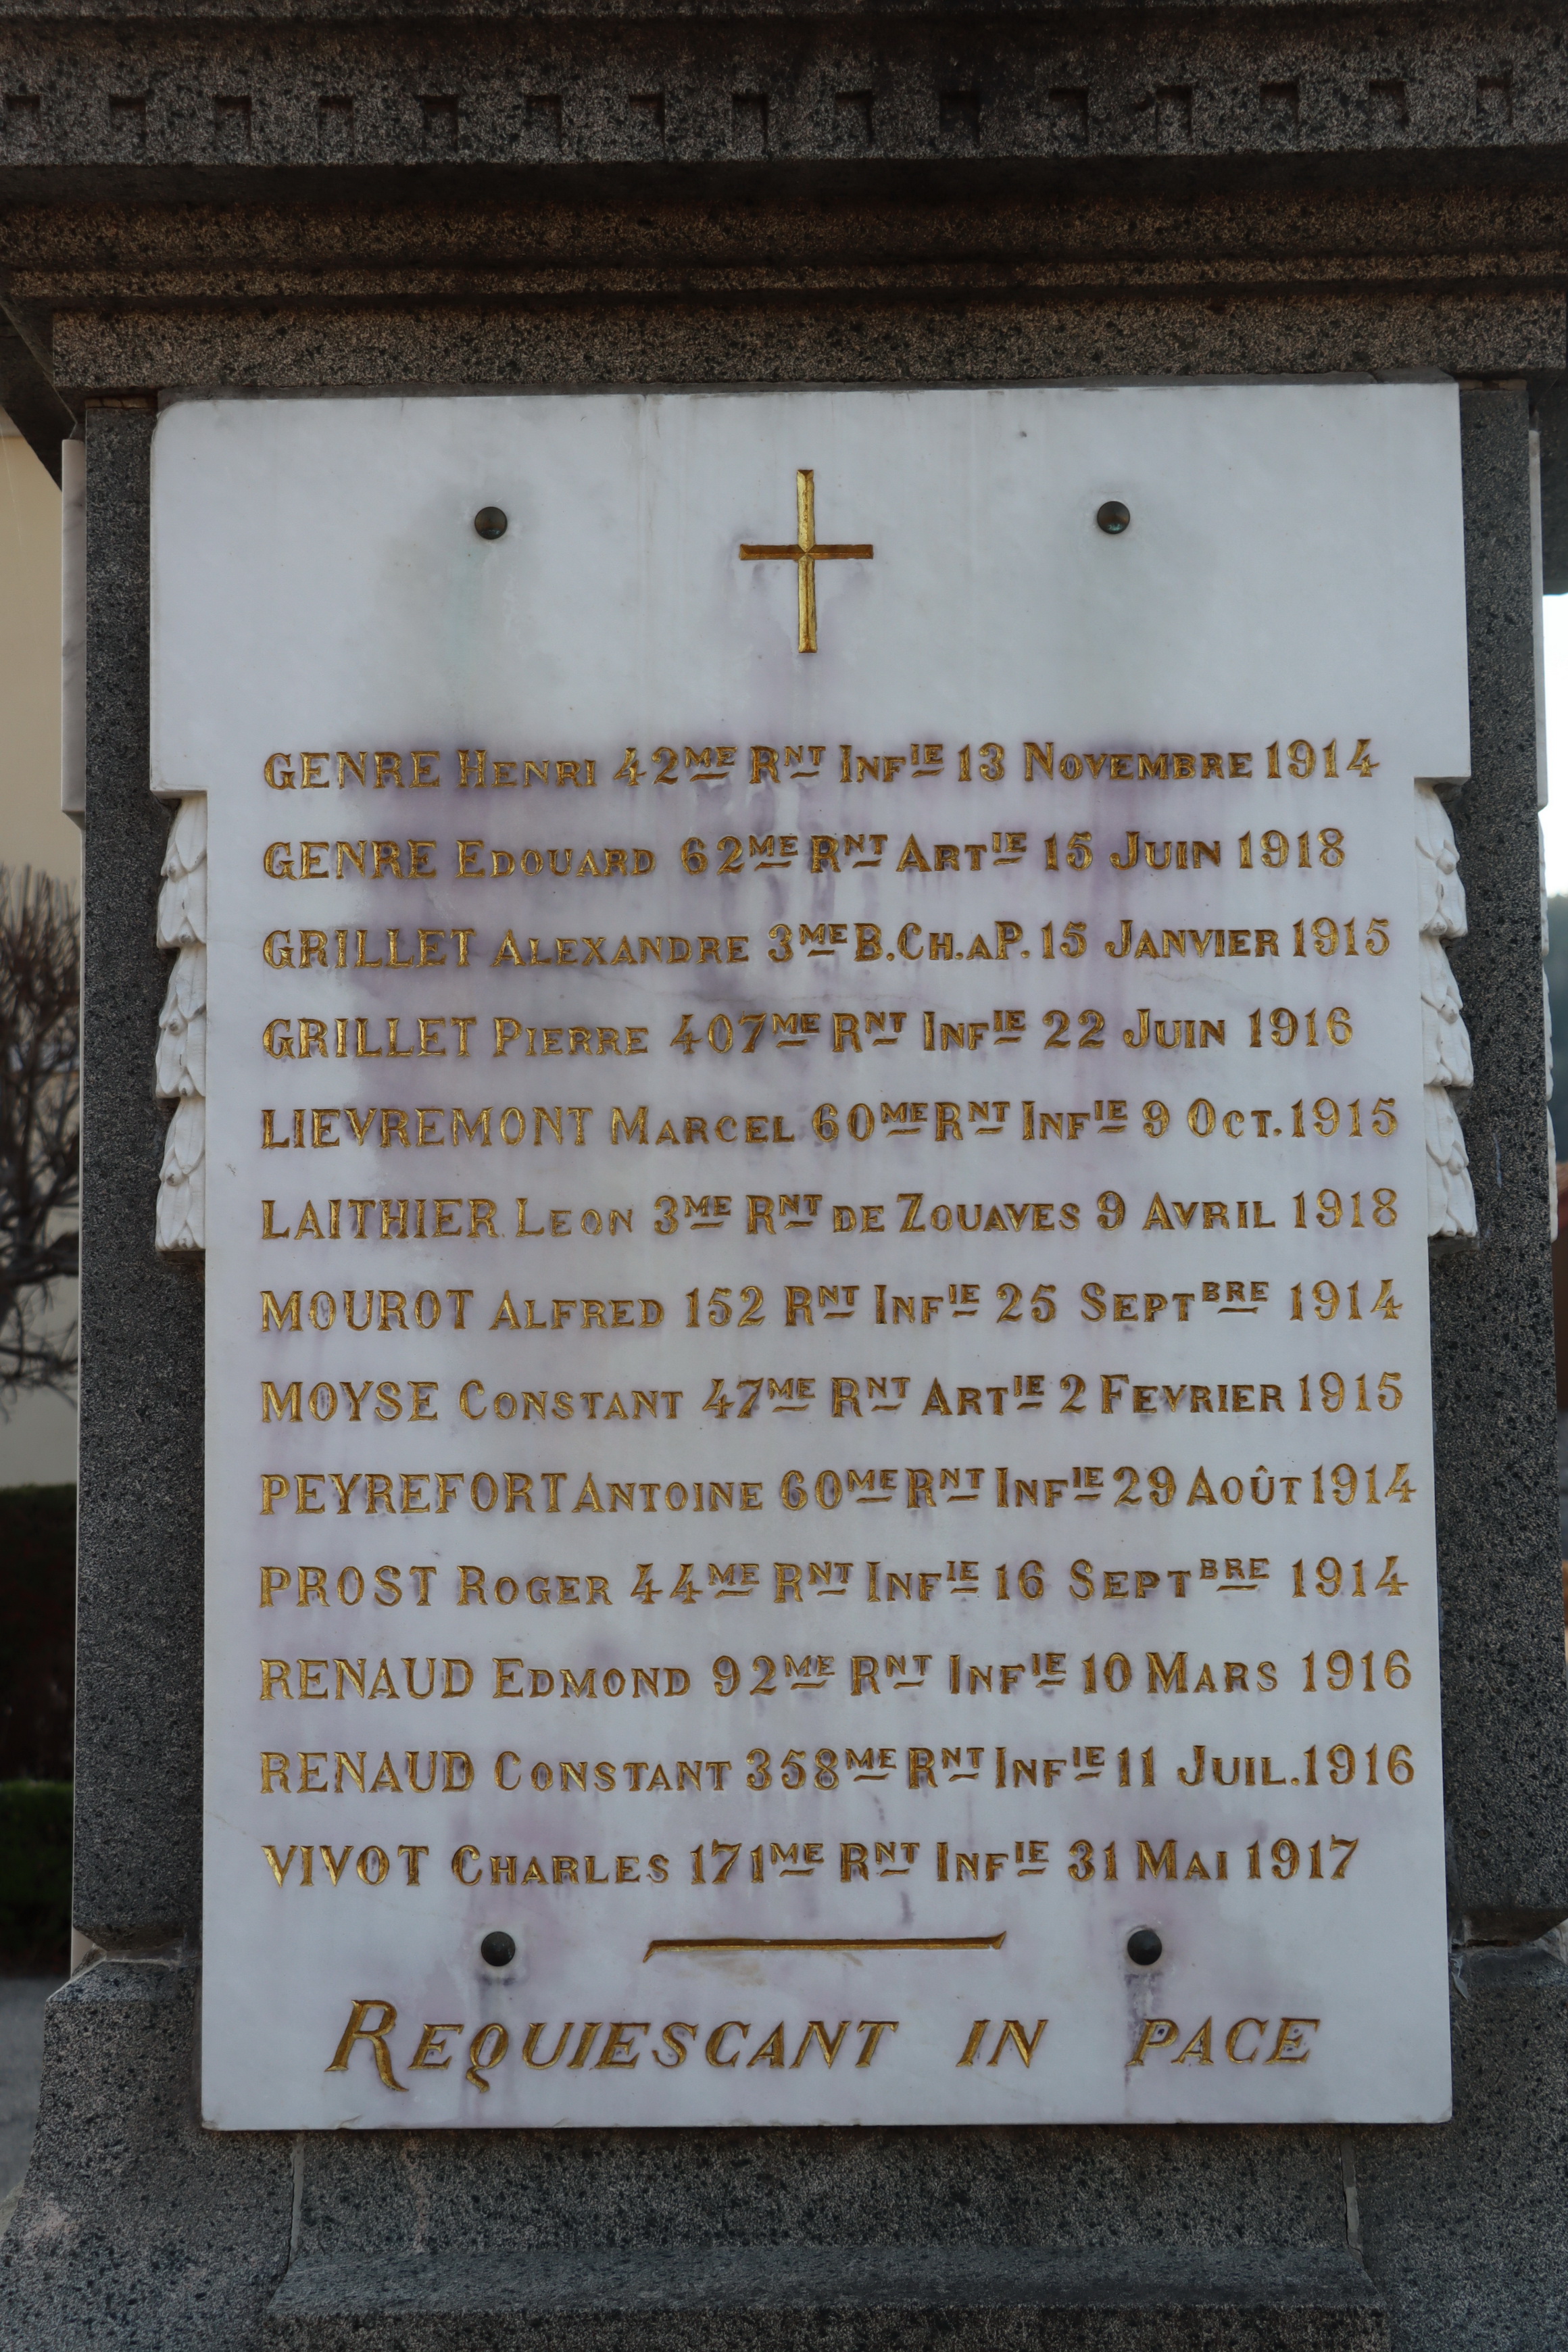 GENRE HENRI 42ME RNT INFIE 13 NOVEMBRE 1914
GENRE EDOUARD 62ME RNT ARTIE 15 JUIN 1918
GRILLET ALEXANDRE 3ME B.CH.AP. 15 JANVIER 1915
GRILLET PIERRE 407ME RNT INFIE 22 JUIN 1916
LIEVREMONT MARCEL 60ME RNT INFIE 9 OCT. 1915
LAITHIER LEON 3ME RNT DE ZOUAVES 9 AVRIL 1918
MOUROT ALFRED 152 RNT INFIE 25 SEPTBRE 1914
MOYSE CONSTANT 47ME RNT ARTIE 2 FEVRIER 1915
PEYREFORT ANTOINE 60ME RNT INFIE 29 AOÛT 1914
PROST ROGER 44ME RNT INFIE 16 SEPTBRE 1914
RENAUD EDMOND 92ME RNT INFIE 10 MARS 1916
RENAUD CONSTANT 358ME RNT INFIE 11 JUIL. 1916
VIVOT CHARLES 171ME RNT INFIE 31 MAI 1917
REQUIESCANT IN PACE